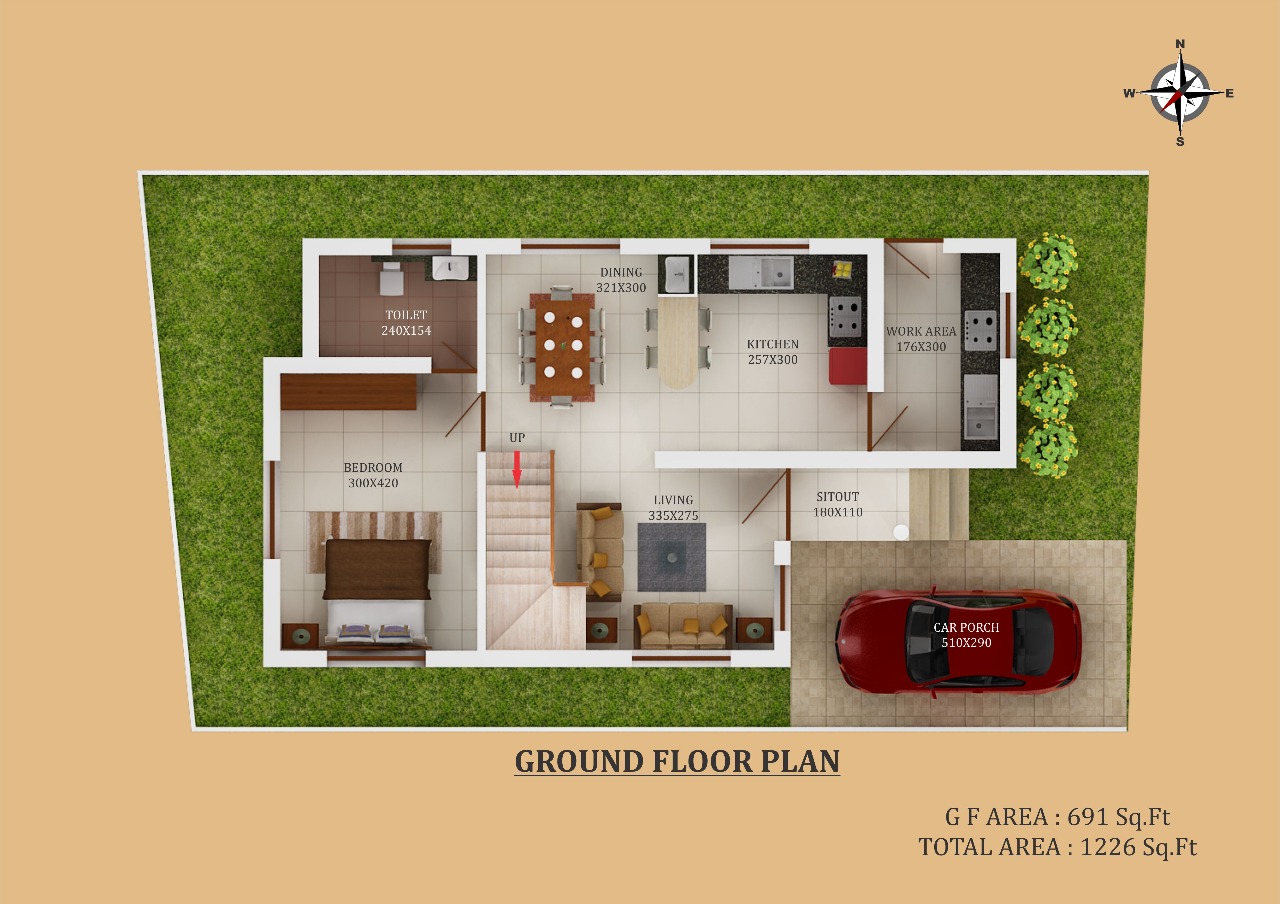 N
W E
S
DINING
321X300
TOILET
240X154
KITCHEN
257X300
WORK AREA
176X300
UP
BEDROOM
300X420
LIVING
335X275
SITOUT
180X110
CAR PORCH
510X290
GROUND FLOOR PLAN
G F AREA : 691 Sq.Ft
TOTAL AREA : 1226 Sq.Ft